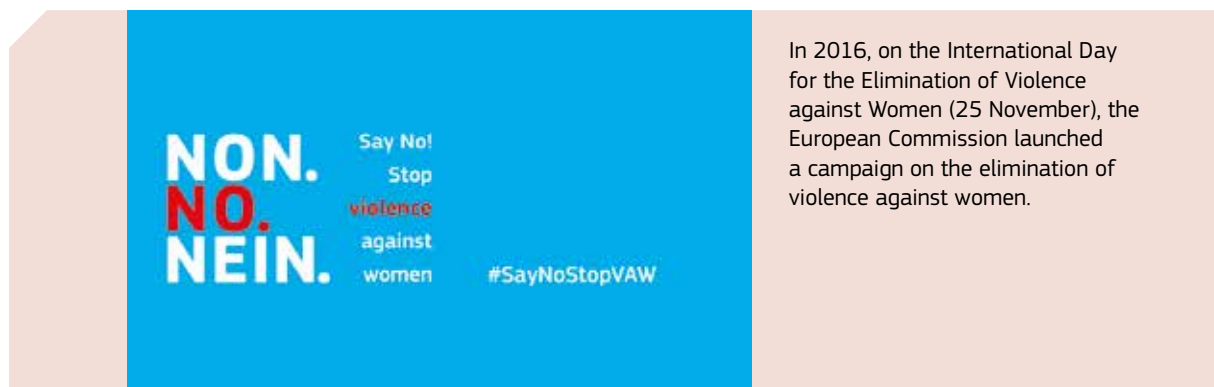 NON.
NO.
NEIN.
Say No!
Stop
violence
against
women
#SayNoStopVAW
In 2016, on the International Day
for the Elimination of Violence
against Women (25 November), the
European Commission launched
a campaign on the elimination of
violence against women.